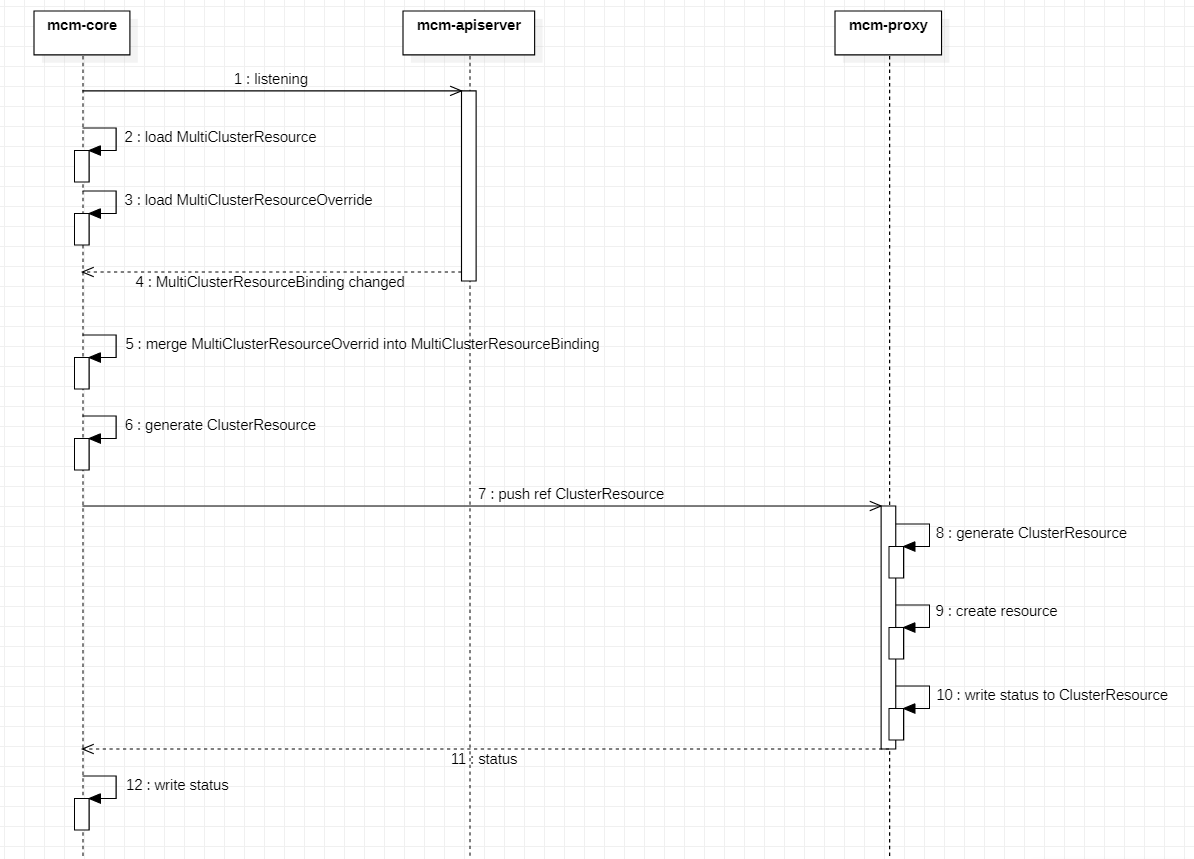 mcm-core
mcm-apiserver
mcm-proxy
1 : listening
2 : load MultiClusterResource
3 : load MultiClusterResourceOverride
4 : MultiClusterResourceBinding changed
5 : merge MultiClusterResourceOverrid into MultiClusterResourceBinding
6 : generate ClusterResource
7 : push ref ClusterResource
8 : generate ClusterResource
9 : create resource
10 : write status to ClusterResource
11 : status
12 : write status